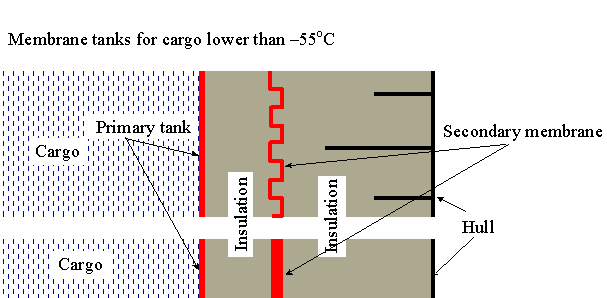 Membrane tanks for cargo lower than –55°C
Primary tank
Cargo
Secondary membrane
Insulation
Insulation
Hull
Cargo